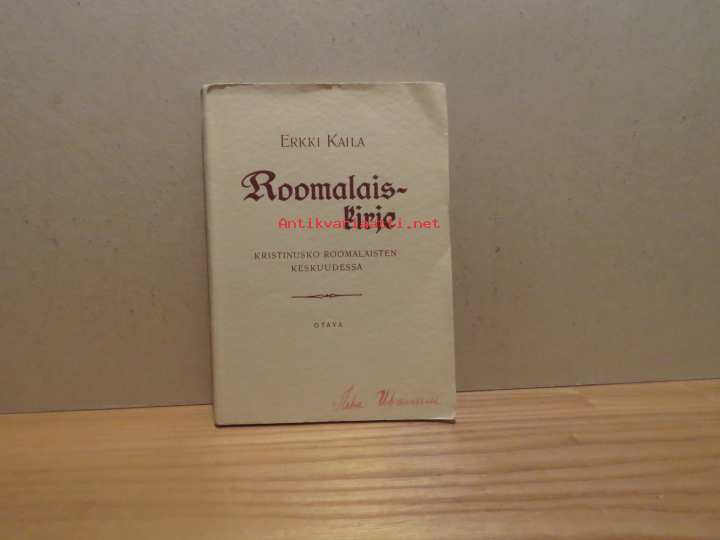 ERKKI KAILA
Roomalais-
kirje
Antikvariaatti.net
KRISTINUSKO ROOMALAISTEN
KESKUUDESSA
OTAVA